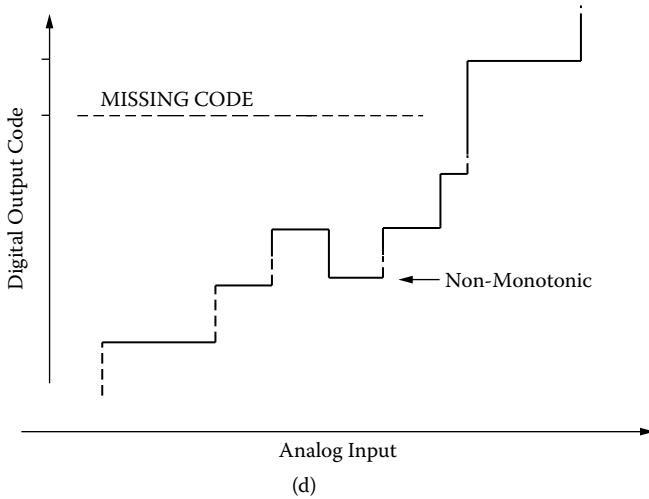 MISSING CODE
Digital Output Code
Non-Monotonic
Analog Input
(d)